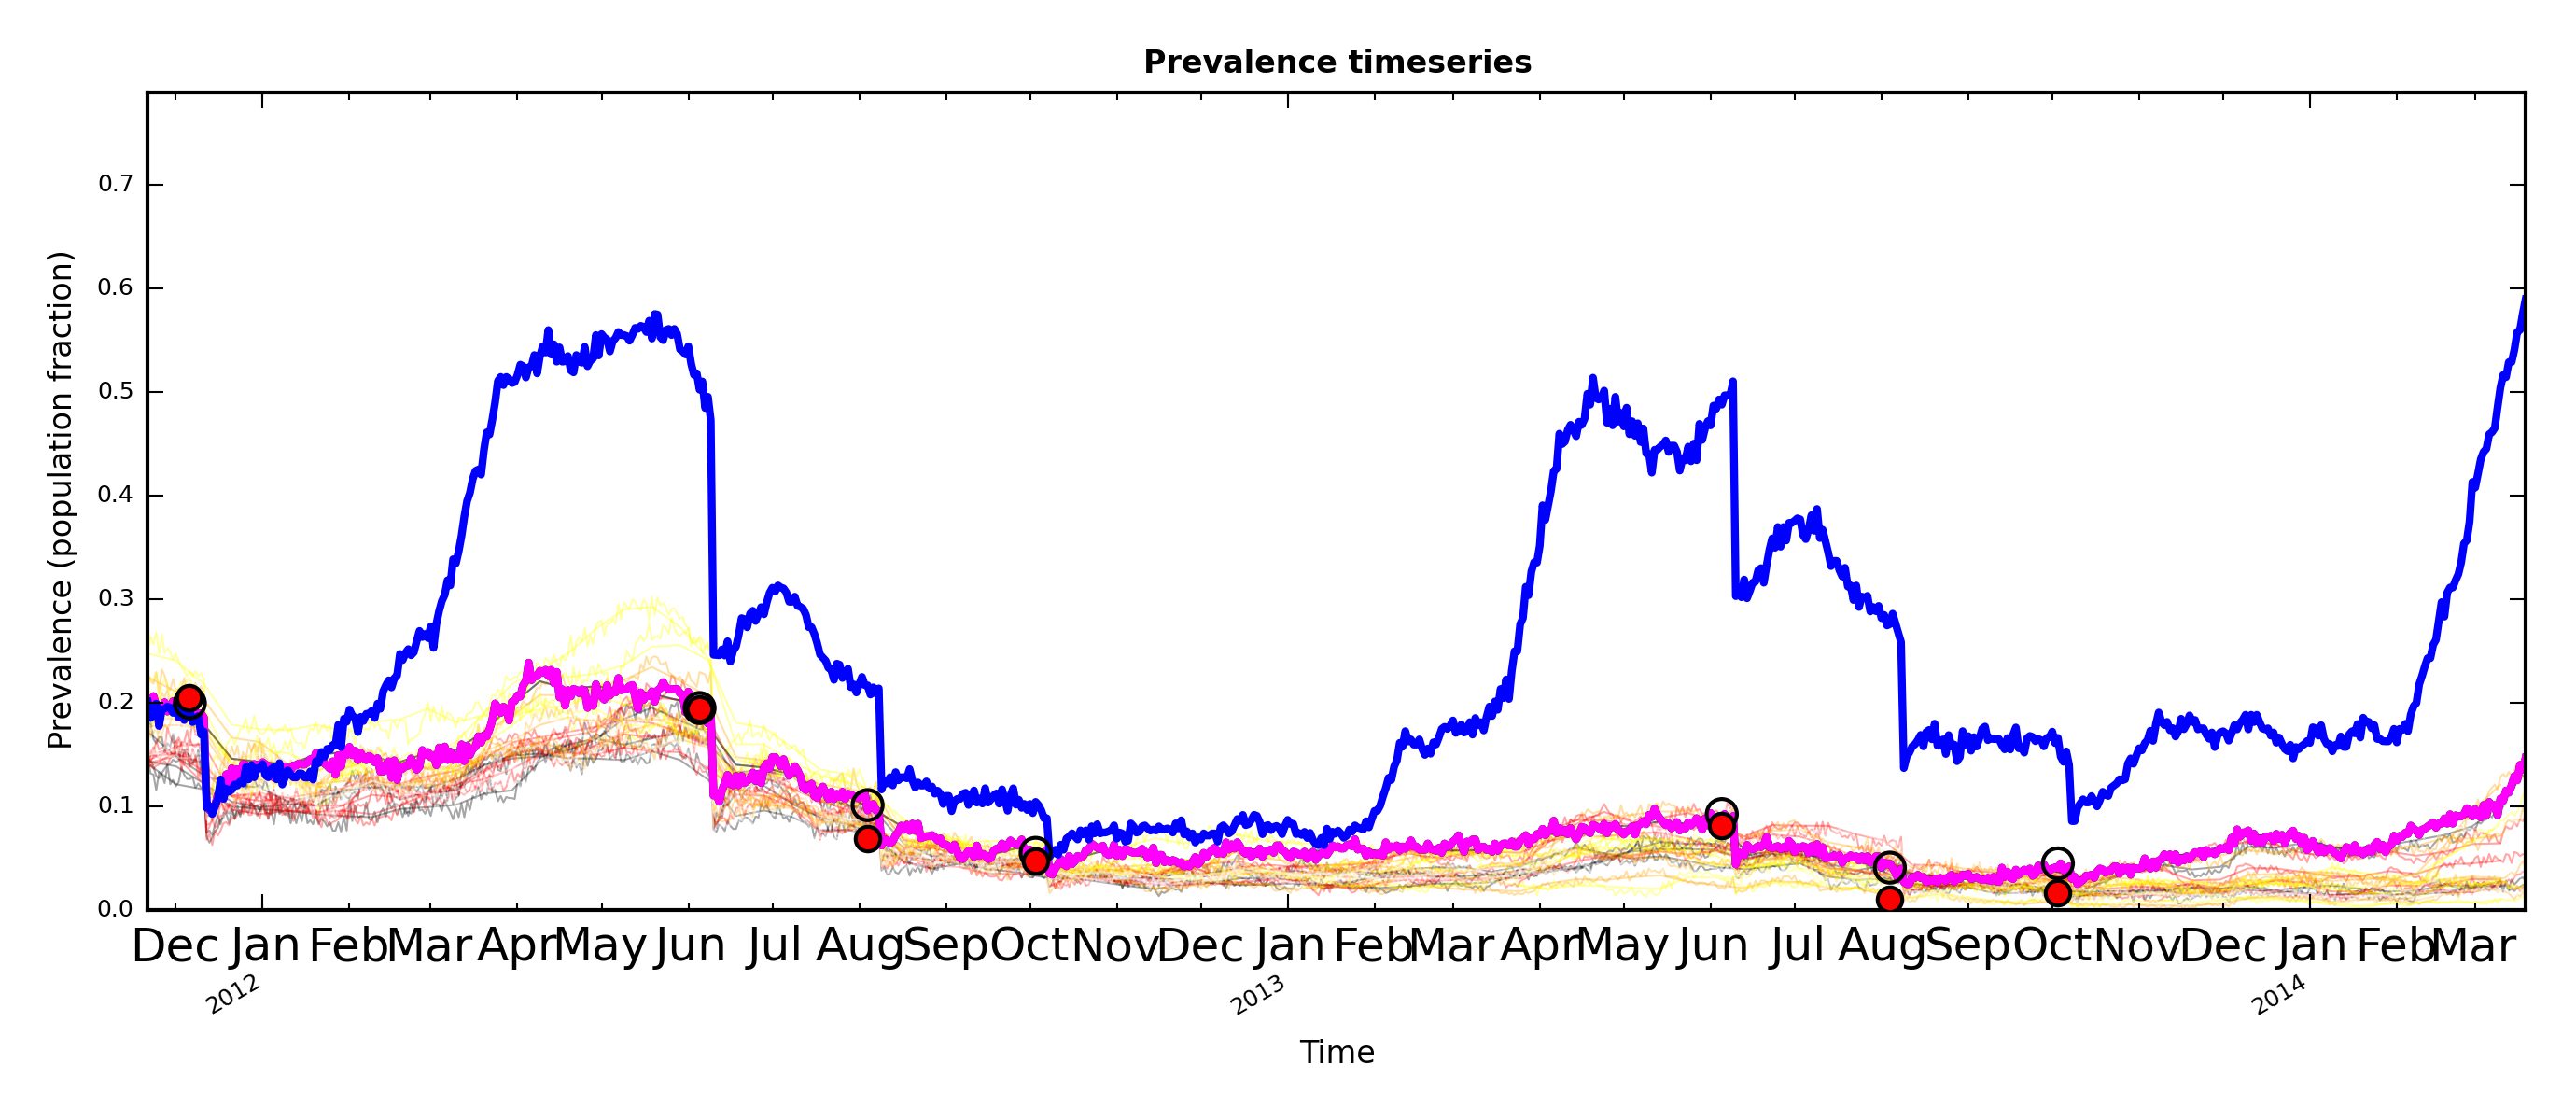 Prevalence timeseries
Prevalence (population fraction)
0.7
0.6
0.5
0.4
0.3
0.2
0.1
0.0
Dec Jan Feb Mar Apr May Jun Jul Aug Sep Oct Nov Dec Jan Feb Mar Apr May Jun Jul Aug Sep Oct Nov Dec Jan Feb Mar
2012 2013 2014
Time